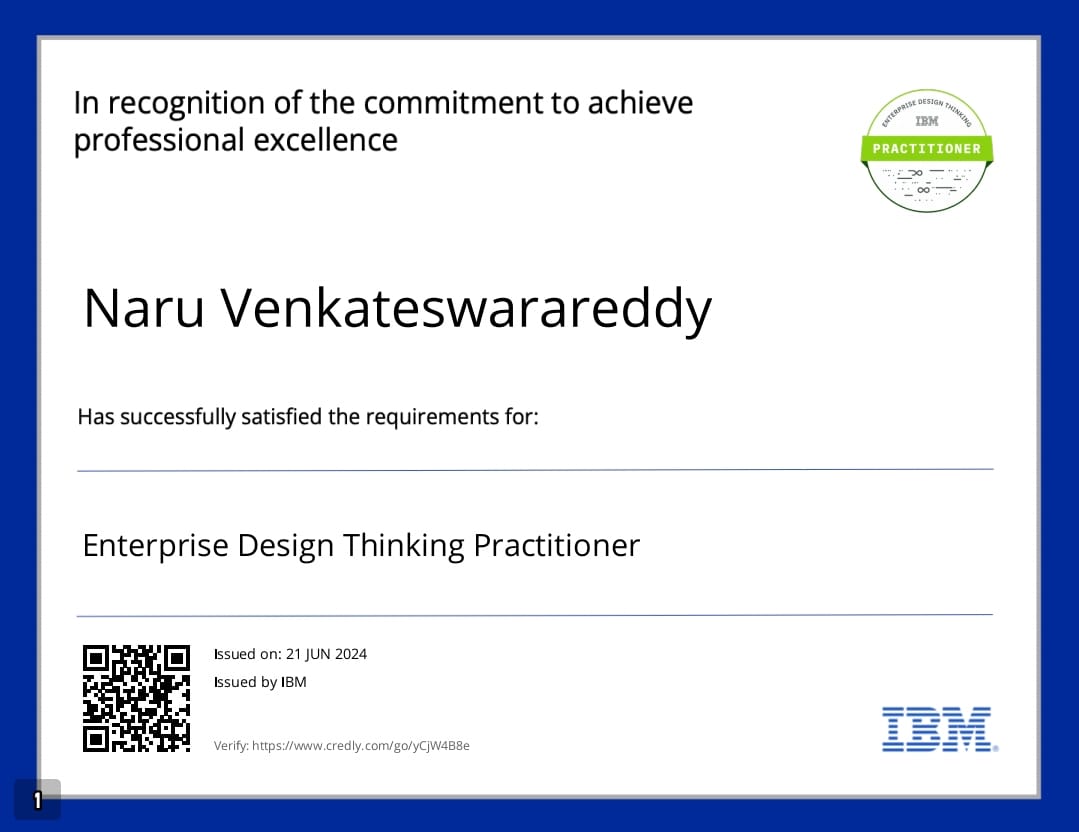 In recognition of the commitment to achieve
professional excellence
ENTERPRISE DESIGN THINKING
IBM
PRACTITIONER
Naru Venkateswarareddy
Has successfully satisfied the requirements for:
Enterprise Design Thinking Practitioner
Issued on: 21 JUN 2024
Issued by IBM
Verify: https://www.credly.com/go/yCjW4B8e
IBM®
1